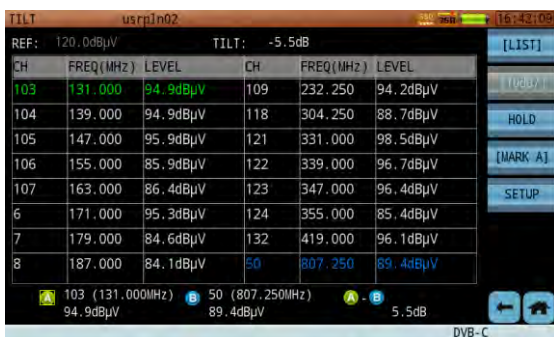 TILT usrpIn02 16:42:09
REF: 120.0dBµV TILT: -5.5dB [LIST]
CH FREQ(MHz) LEVEL CH FREQ(MHz) LEVEL
103 131.000 94.9dBµV 109 232.250 94.2dBµV
104 139.000 94.9dBµV 118 304.250 88.7dBµV HOLD
105 147.000 95.9dBµV 121 331.000 98.5dBµV
106 155.000 85.9dBµV 122 339.000 96.7dBµV [MARK A]
107 163.000 86.4dBµV 123 347.000 96.4dBµV SETUP
6 171.000 95.3dBµV 124 355.000 85.4dBµV
7 179.000 84.6dBµV 132 419.000 96.1dBµV
8 187.000 84.1dBµV 50 807.250 89.4dBµV
A 103 (131.000MHz) B 50 (807.250MHz) A - B
94.9dBµV 89.4dBµV 5.5dB
DVB-C